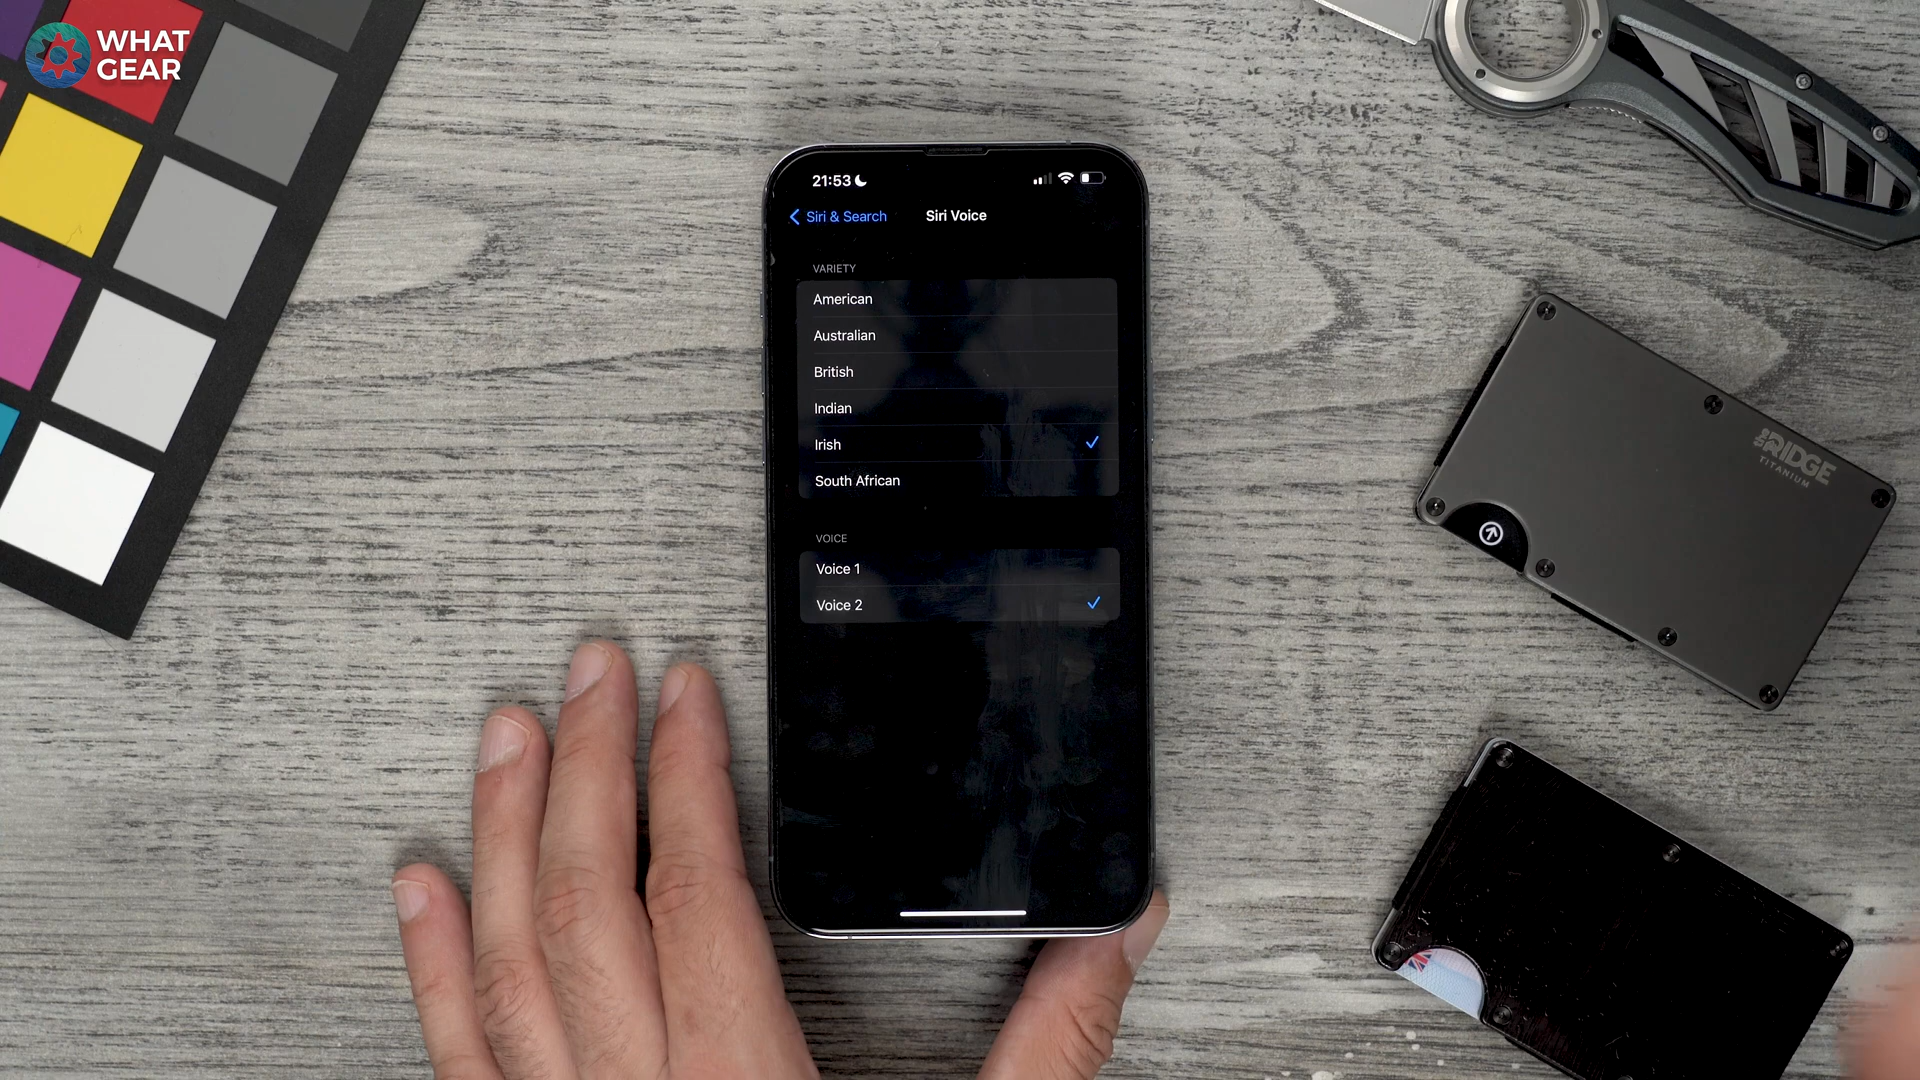 WHAT
GEAR
21:53
Siri & Search
Siri Voice
VARIETY
American
Australian
British
Indian
Irish
South African
VOICE
Voice 1
Voice 2
RIDGE
TITANIUM